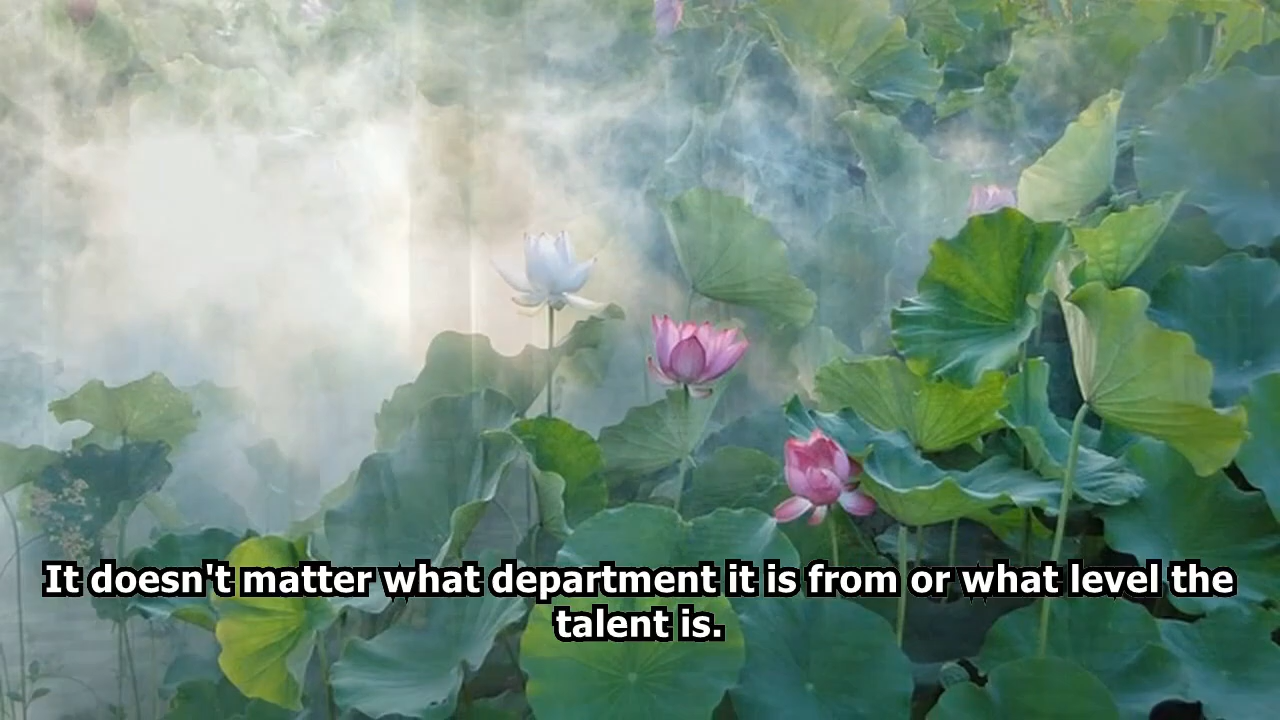 It doesn't matter what department it is from or what level the
talent is.